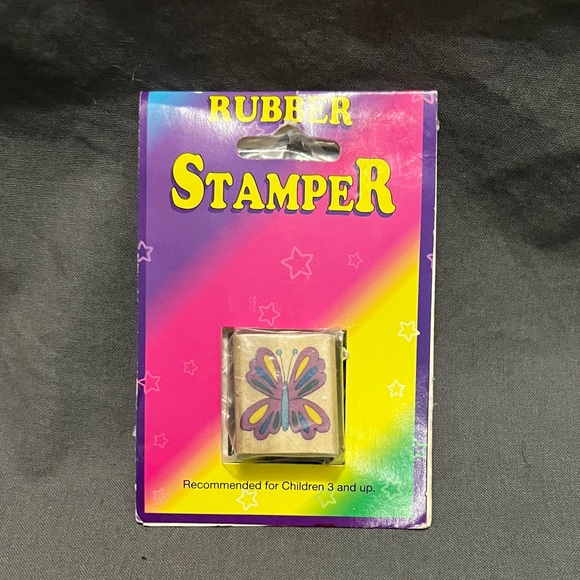 RUBBER
STAMPER
Recommended for Children 3 and up.